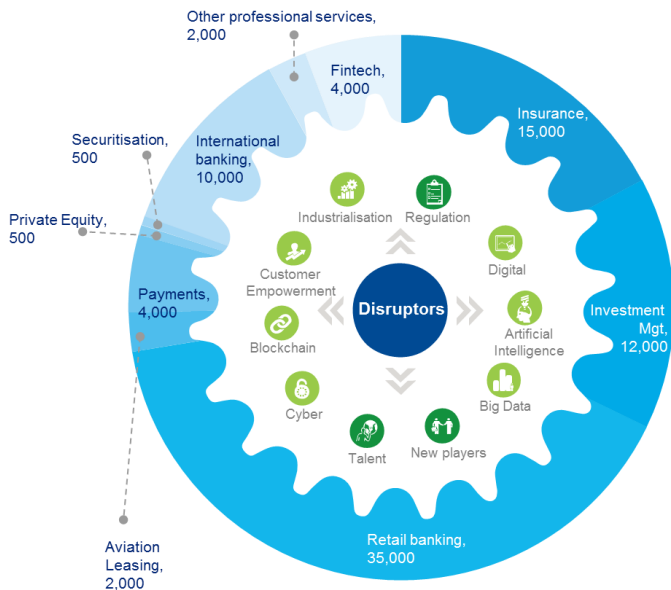 Other professional services,
2,000
Fintech,
4,000
Insurance,
15,000
Securitisation,
500
International
banking,
10,000
Private Equity,
500
Payments,
4,000
Investment
Mgt,
12,000
Aviation
Leasing,
2,000
Retail banking,
35,000
Disruptors
Industrialisation
Regulation
Customer
Empowerment
Digital
Blockchain
Artificial
Intelligence
Cyber
Big Data
Talent
New players